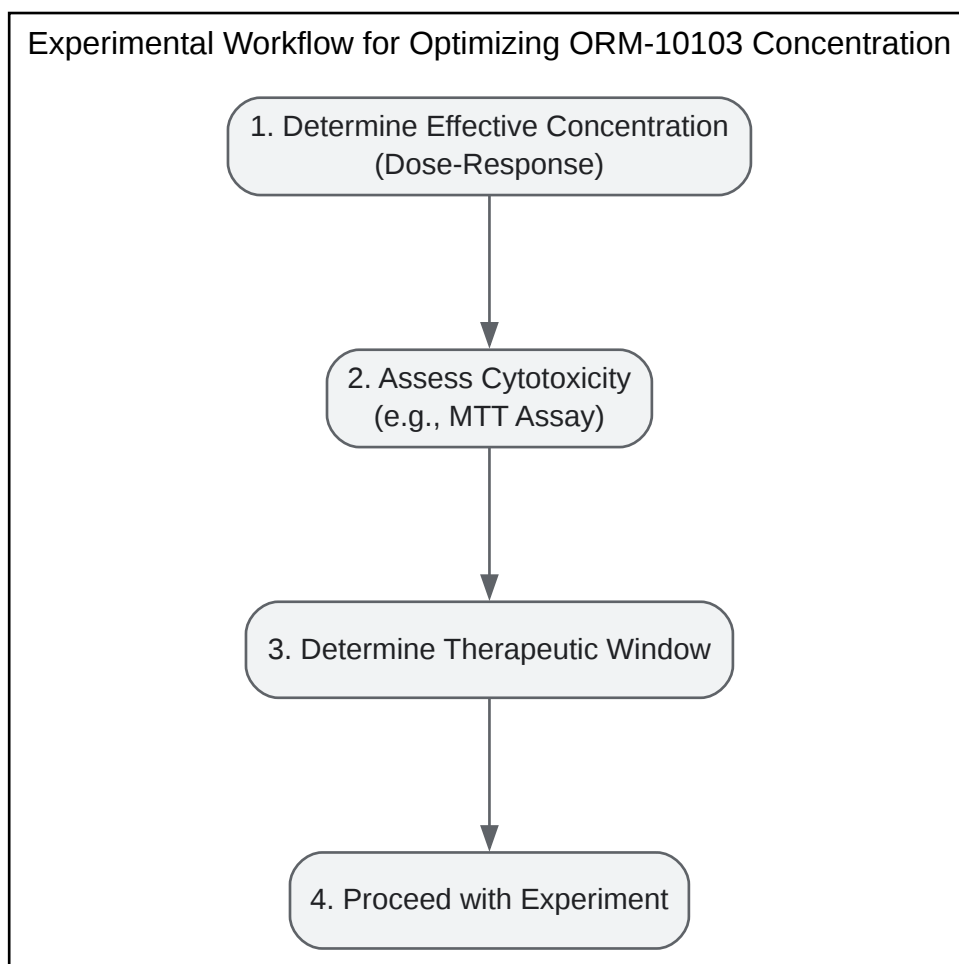 Experimental Workflow for Optimizing ORM-10103 Concentration
1. Determine Effective Concentration
(Dose-Response)
2. Assess Cytotoxicity
(e.g., MTT Assay)
3. Determine Therapeutic Window
4. Proceed with Experiment